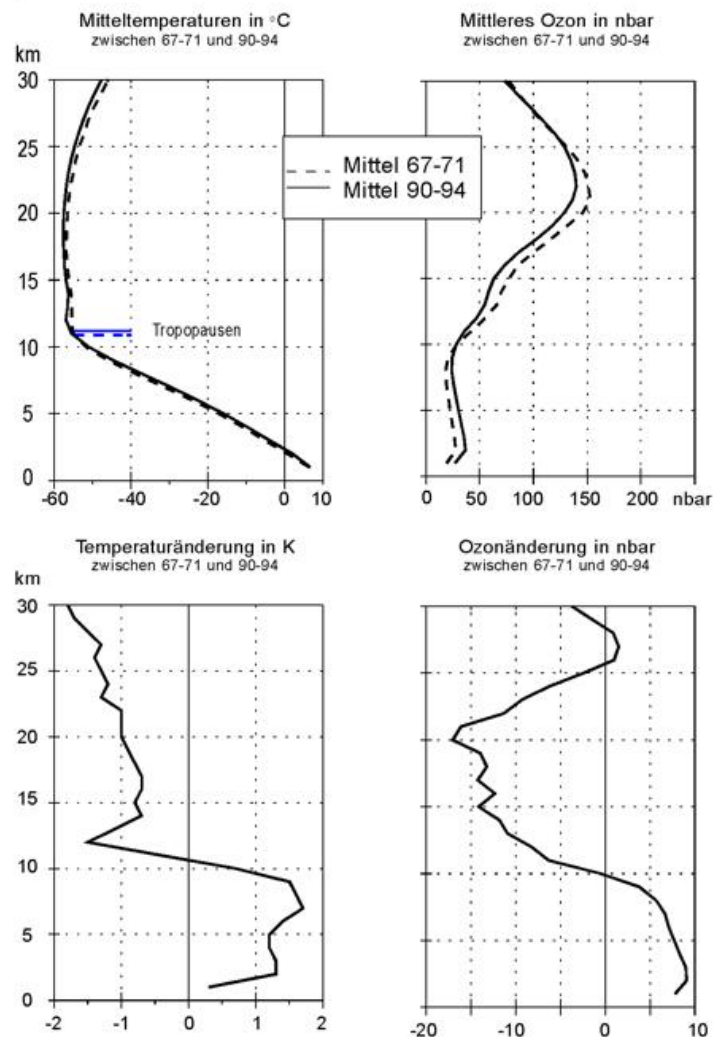 Mitteltemperaturen in °C
zwischen 67-71 und 90-94
km
30
25
20
15
10
5
0
-60
-40
-20
0
10
Tropopausen
Mittleres Ozon in nbar
zwischen 67-71 und 90-94
0
50
100
150
200
nbar
Mittel 67-71
Mittel 90-94
Temperaturänderung in K
zwischen 67-71 und 90-94
km
30
25
20
15
10
5
0
-2
-1
0
1
2
Ozonänderung in nbar
zwischen 67-71 und 90-94
-20
-10
0
10